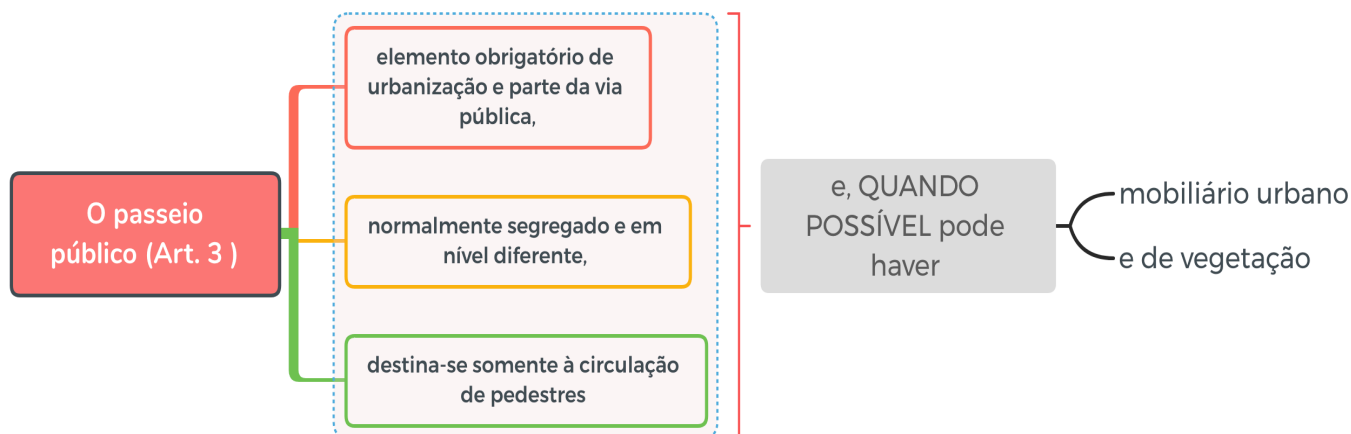 O passeio
público (Art. 3 )
elemento obrigatório de
urbanização e parte da via
pública,
normalmente segregado e em
nível diferente,
destina-se somente à circulação
de pedestres
e, QUANDO
POSSÍVEL pode
haver
mobiliário urbano
e de vegetação